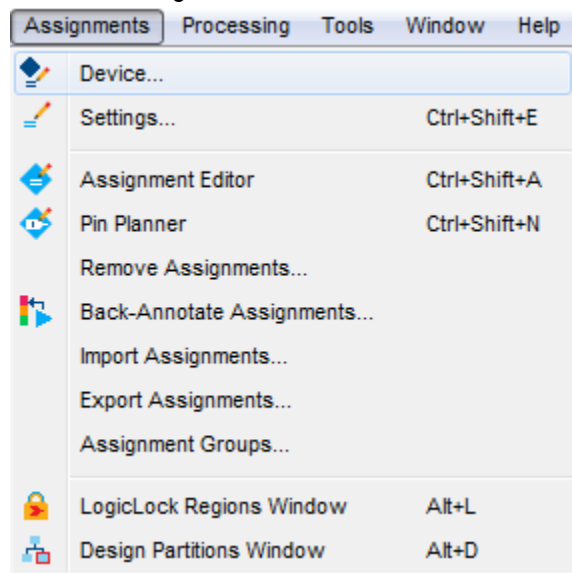 Assignments Processing Tools Window Help
Device...
Settings... Ctrl+Shift+E
Assignment Editor Ctrl+Shift+A
Pin Planner Ctrl+Shift+N
Remove Assignments...
Back-Annotate Assignments...
Import Assignments...
Export Assignments...
Assignment Groups...
LogicLock Regions Window Alt+L
Design Partitions Window Alt+D